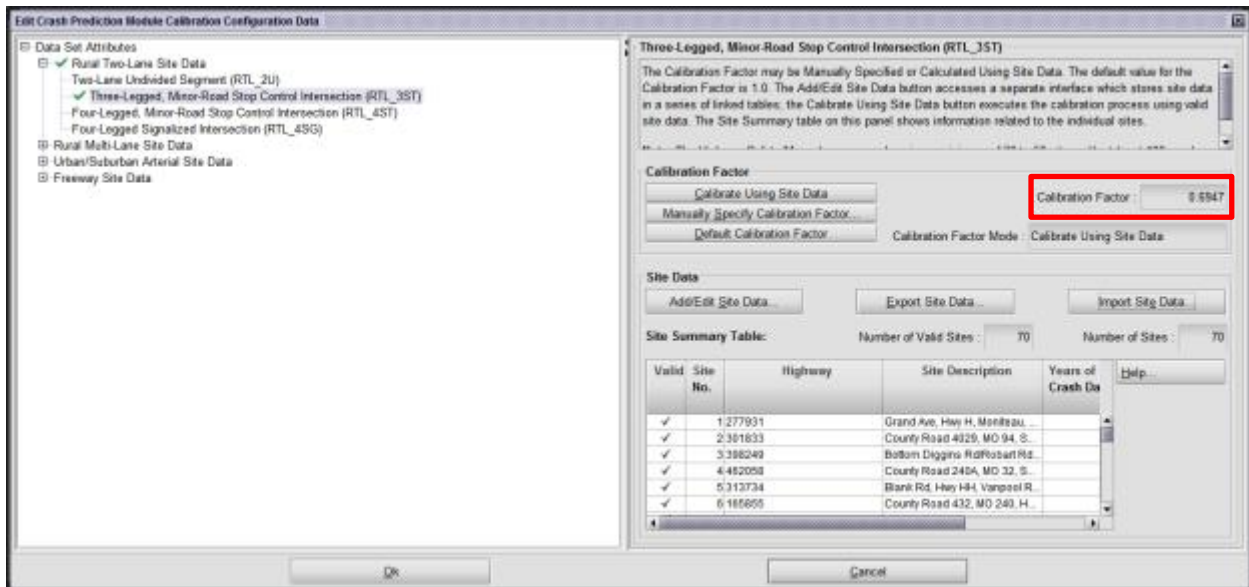 Edit Crash Prediction Module Calibration Configuration Data
Data Set Attributes
Rural Two-Lane Site Data
Two-Lane Undivided Segment (RTL_2U)
Three-Legged, Minor-Road Stop Control Intersection (RTL_3ST)
Four-Legged, Minor-Road Stop Control Intersection (RTL_4ST)
Four-Legged Signalized Intersection (RTL_4SG)
Rural Multi-Lane Site Data
Urban/Suburban Arterial Site Data
Freeway Site Data
Three-Legged, Minor-Road Stop Control Intersection (RTL_3ST)
The Calibration Factor may be Manually Specified or Calculated Using Site Data. The default value for the
Calibration Factor is 1.0. The Add/Edit Site Data button accesses a separate interface which stores site data
in a series of linked tables: the Calibrate Using Site Data button executes the calibration process using valid
site data. The Site Summary table on this panel shows information related to the individual sites.
Calibration Factor
Calibrate Using Site Data
Calibration Factor : 0.6947
Manually Specify Calibration Factor...
Default Calibration Factor
Calibration Factor Mode : Calibrate Using Site Data
Site Data
Add/Edit Site Data... Export Site Data... Import Site Data...
Site Summary Table: Number of Valid Sites : 70 Number of Sites : 70
Valid Site No. Highway Site Description Years of Crash Da Help...
1 277931 Grand Ave, Hwy H, Moniteau, ...
2 301833 County Road 4029, MO 94, S...
3 398249 Bottom Diggins Rd/Robart Rd...
4 452058 County Road 240A, MO 32, S...
5 313734 Blank Rd, Hwy HH, Vanpool R...
6 165855 County Road 432, MO 240, H...
Ok Cancel